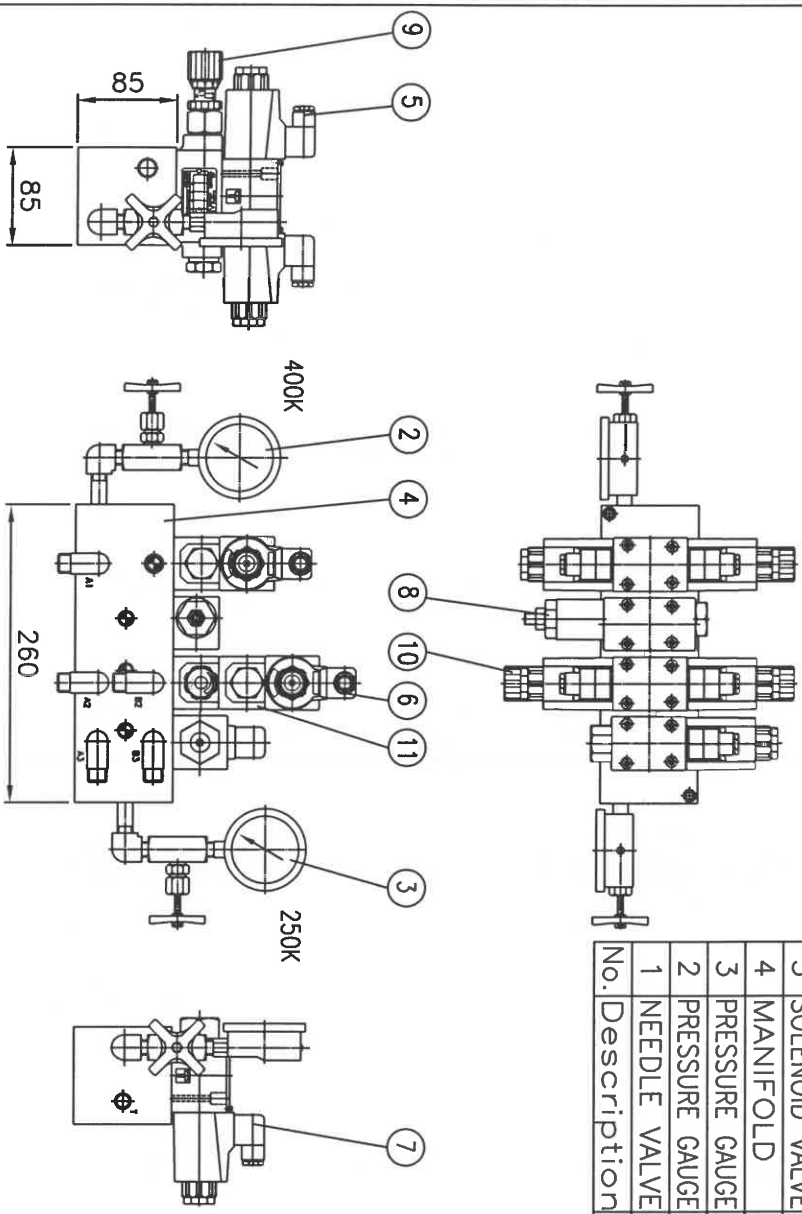 9
5
85
85
400K
2
4
8
10
6
11
3
7
A1
A2
B2
A3
B3
260
250K
T
5 SOLENOID VALVE
4 MANIFOLD
3 PRESSURE GAUGE
2 PRESSURE GAUGE
1 NEEDLE VALVE
No. Description